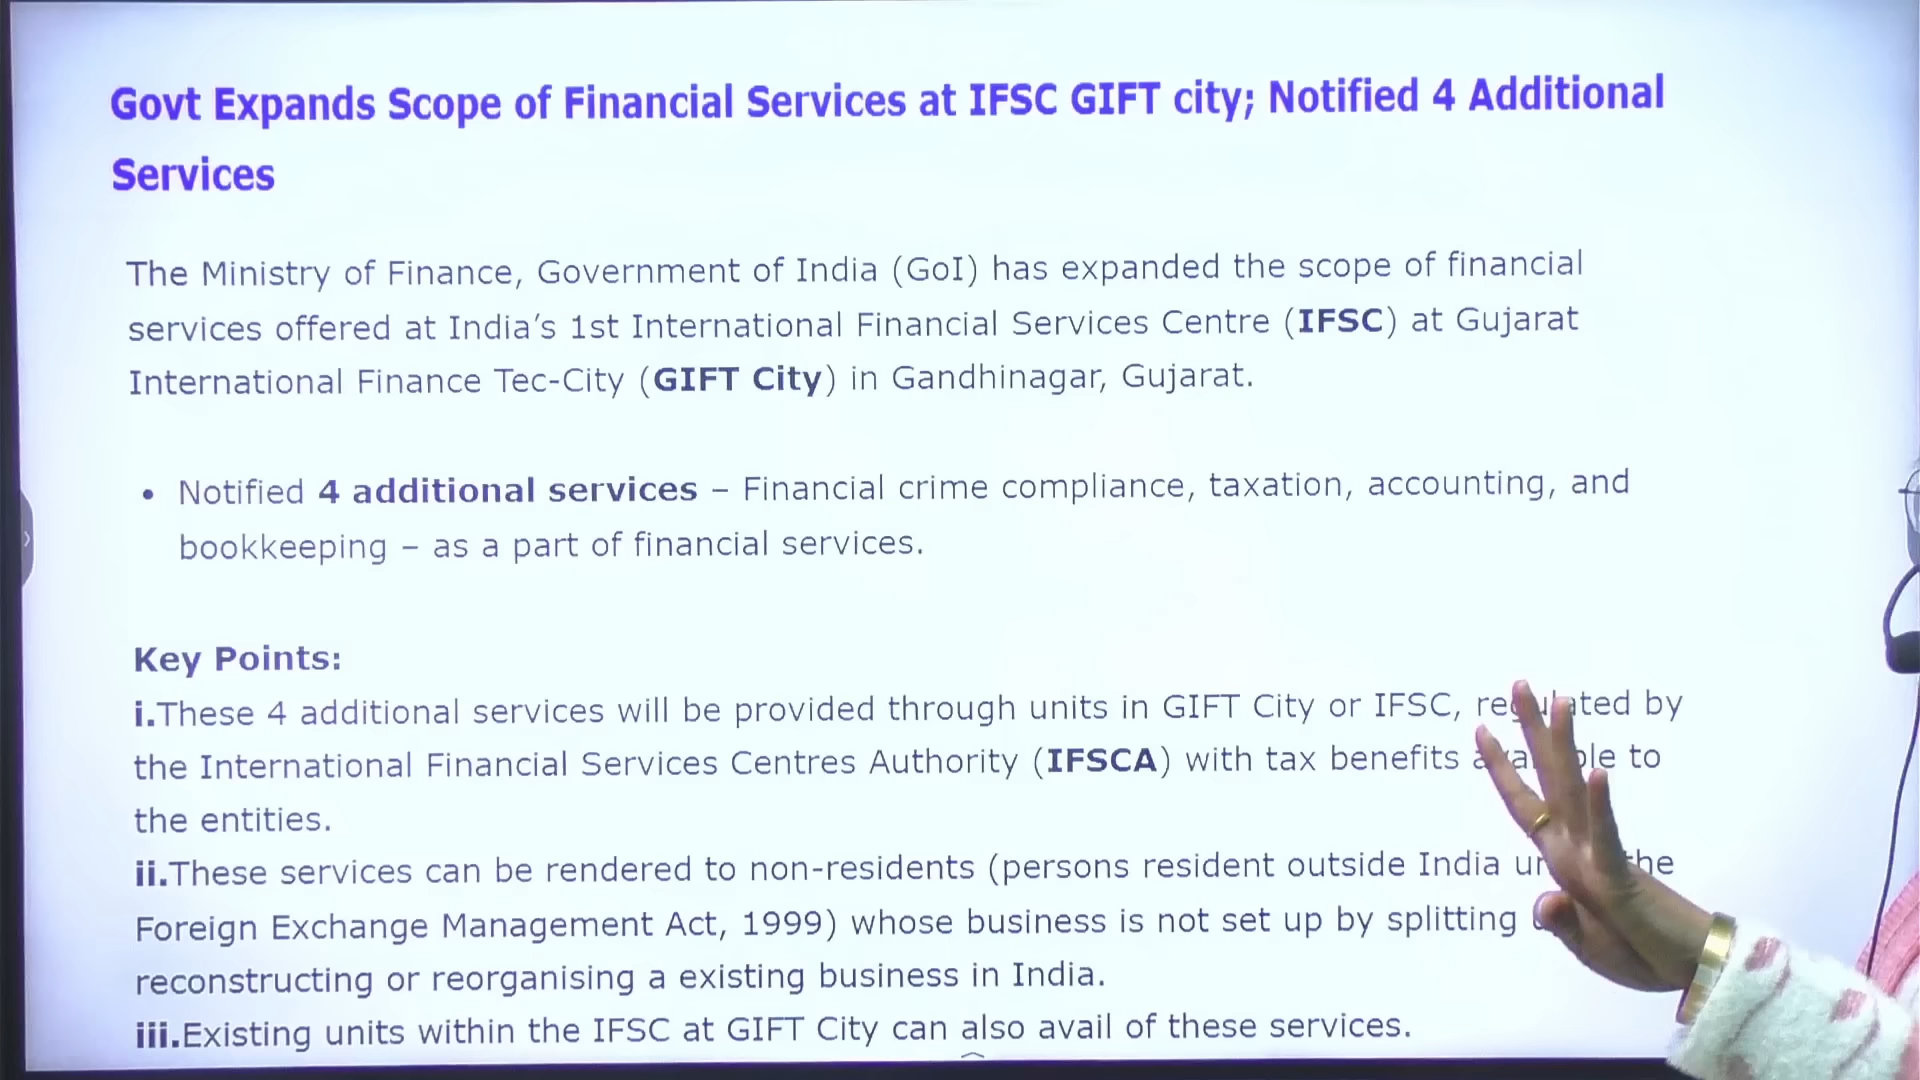 Govt Expands Scope of Financial Services at IFSC GIFT city; Notified 4 Additional
Services
The Ministry of Finance, Government of India (GoI) has expanded the scope of financial
services offered at India's 1st International Financial Services Centre (IFSC) at Gujarat
International Finance Tec-City (GIFT City) in Gandhinagar, Gujarat.
• Notified 4 additional services – Financial crime compliance, taxation, accounting, and
bookkeeping – as a part of financial services.
Key Points:
i.These 4 additional services will be provided through units in GIFT City or IFSC, regulated by
the International Financial Services Centres Authority (IFSCA) with tax benefits available to
the entities.
ii.These services can be rendered to non-residents (persons resident outside India the
Foreign Exchange Management Act, 1999) whose business is not set up by splitting
reconstructing or reorganising a existing business in India.
iii.Existing units within the IFSC at GIFT City can also avail of these services.